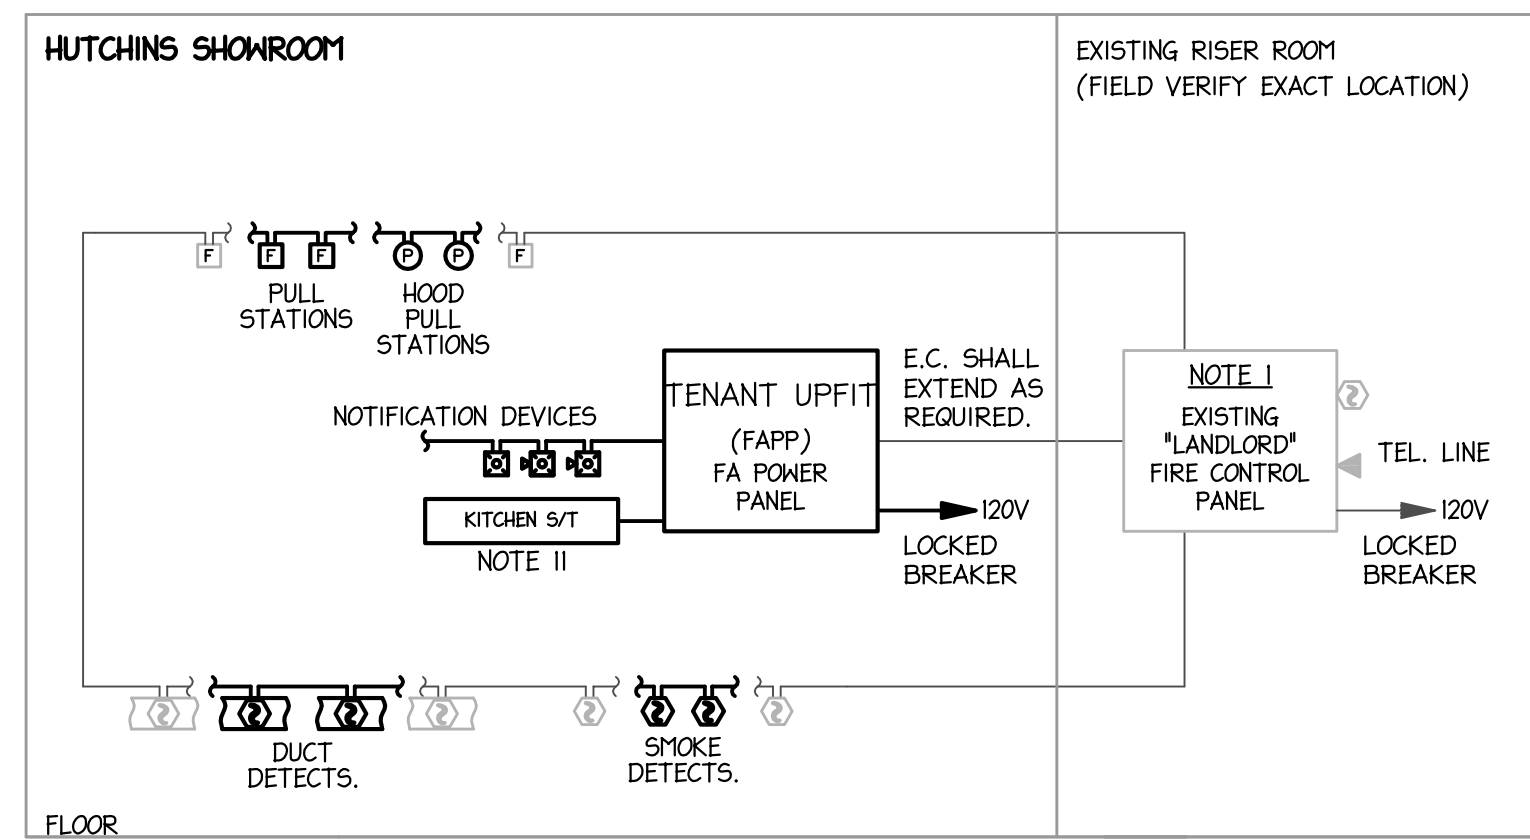 HUTCHINS SHOWROOM
EXISTING RISER ROOM
(FIELD VERIFY EXACT LOCATION)
F
F
F
P
P
F
PULL
STATIONS
HOOD
PULL
STATIONS
NOTIFICATION DEVICES
TENANT UPFIT
(FAPP)
FA POWER
PANEL
E.C. SHALL
EXTEND AS
REQUIRED.
NOTE 1
EXISTING
"LANDLORD"
FIRE CONTROL
PANEL
TEL. LINE
KITCHEN S/T
NOTE 11
120V
LOCKED
BREAKER
120V
LOCKED
BREAKER
DUCT
DETECTS.
SMOKE
DETECTS.
FLOOR